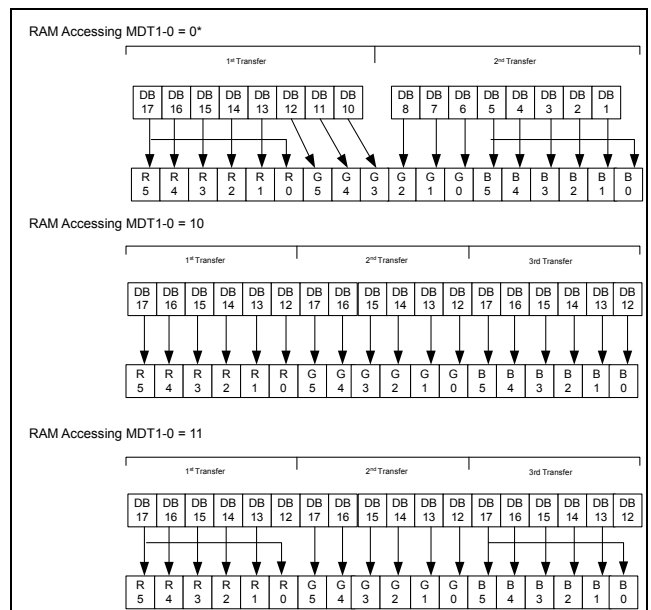 RAM Accessing MDT1-0 = 0*
1st Transfer 2nd Transfer
DB DB DB DB DB DB DB DB DB DB DB DB DB DB DB DB
17 16 15 14 13 12 11 10 8 7 6 5 4 3 2 1
R R R R R R G G G G G G B B B B B B
5 4 3 2 1 0 5 4 3 2 1 0 5 4 3 2 1 0
RAM Accessing MDT1-0 = 10
1st Transfer 2nd Transfer 3rd Transfer
DB DB DB DB DB DB DB DB DB DB DB DB DB DB DB DB DB DB
17 16 15 14 13 12 17 16 15 14 13 12 17 16 15 14 13 12
R R R R R R G G G G G G B B B B B B
5 4 3 2 1 0 5 4 3 2 1 0 5 4 3 2 1 0
RAM Accessing MDT1-0 = 11
1st Transfer 2nd Transfer 3rd Transfer
DB DB DB DB DB DB DB DB DB DB DB DB DB DB DB DB DB DB
17 16 15 14 13 12 17 16 15 14 13 12 17 16 15 14 13 12
R R R R R R G G G G G G B B B B B B
5 4 3 2 1 0 5 4 3 2 1 0 5 4 3 2 1 0